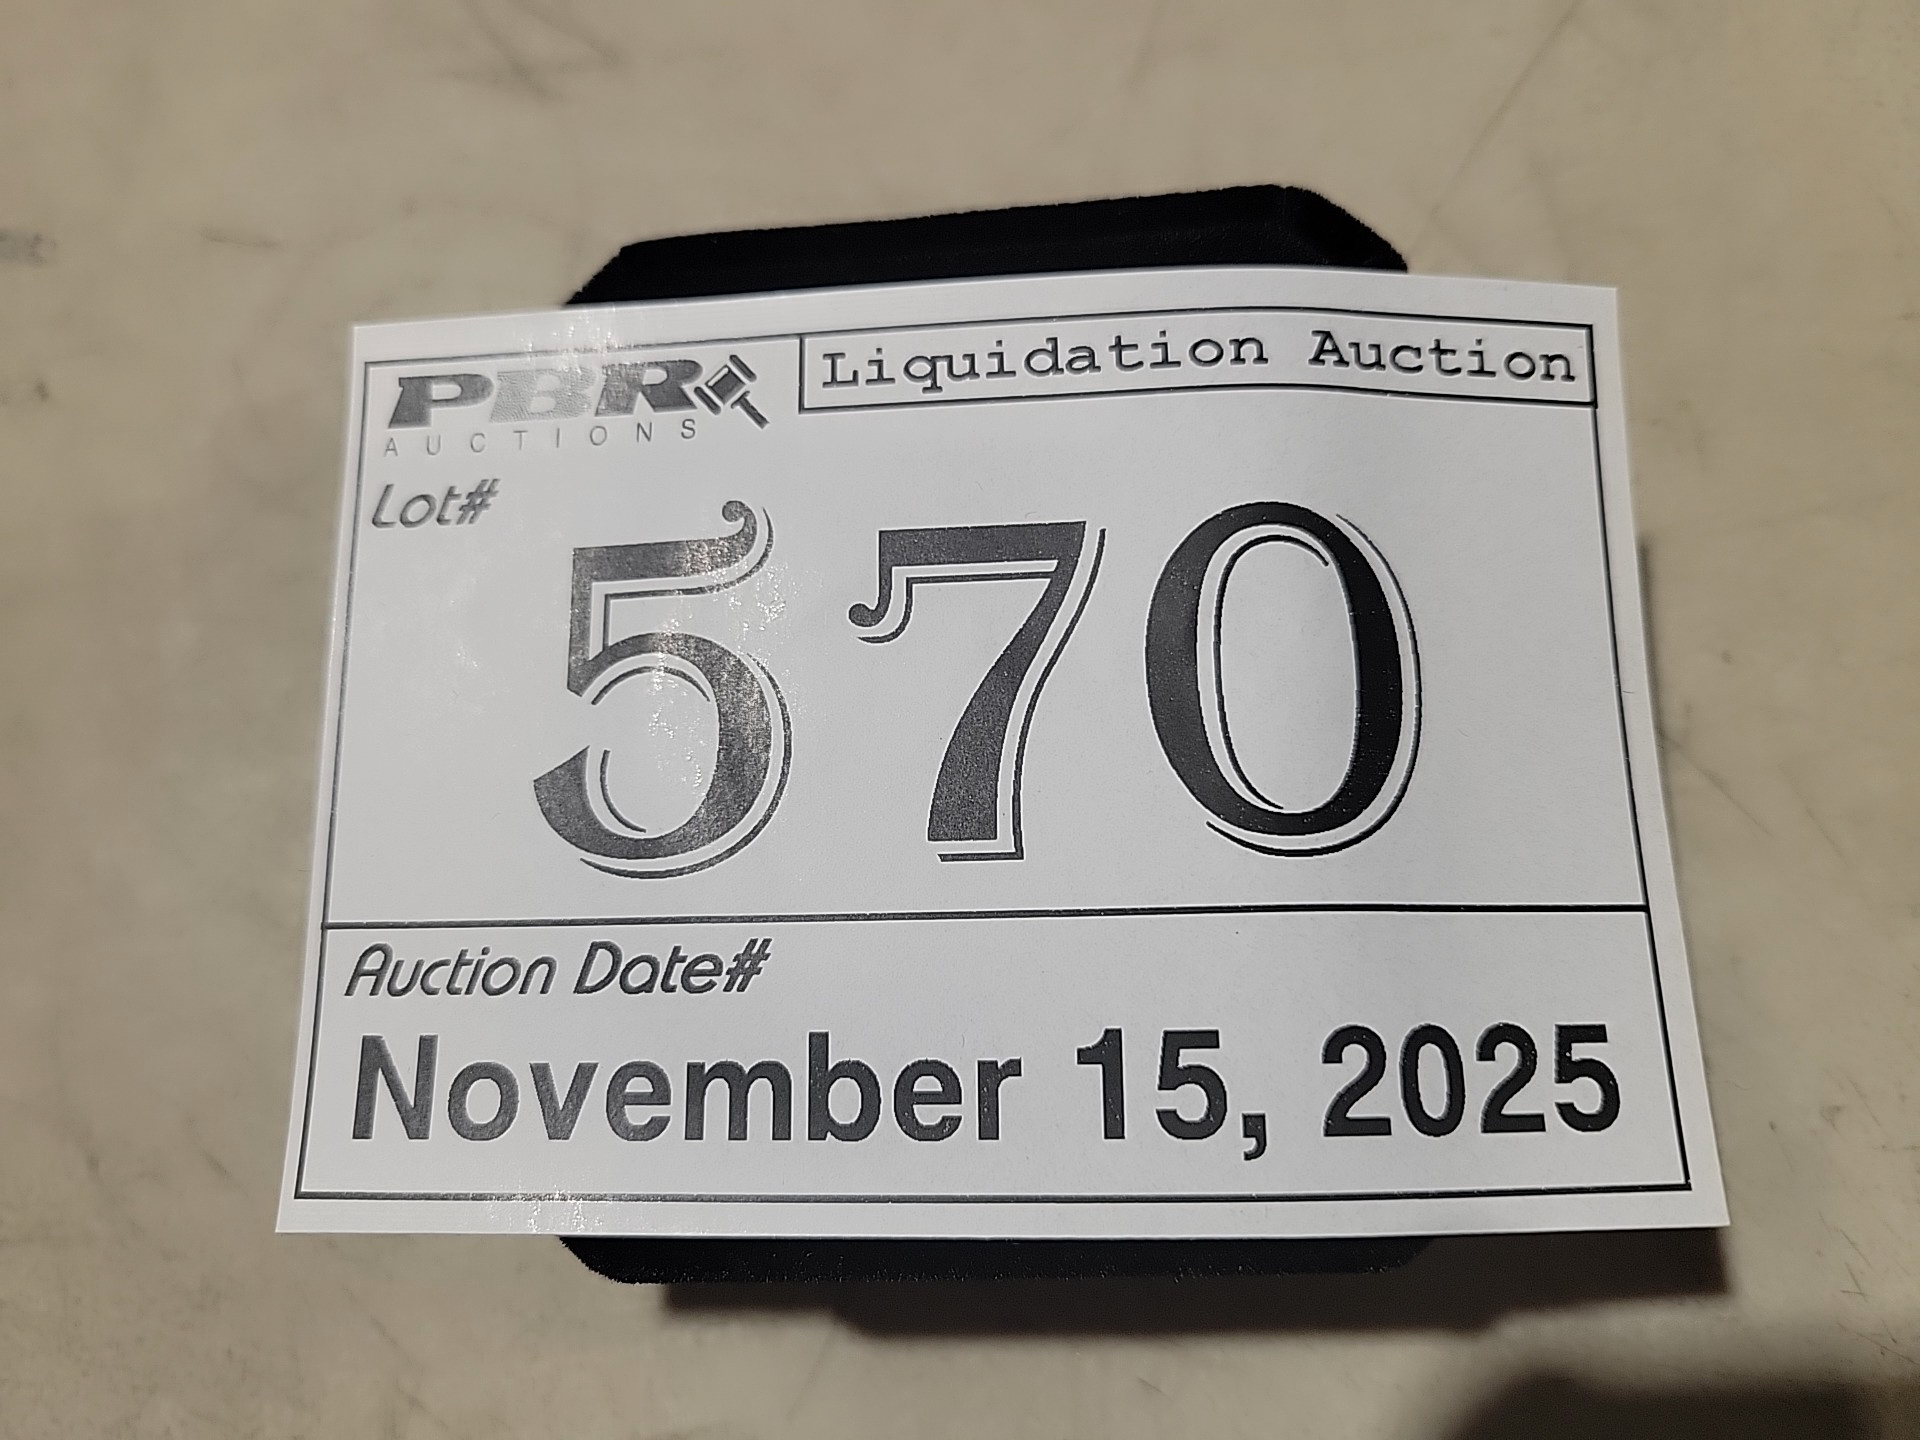 PBR
AUCTIONS
Liquidation Auction
Lot#
570
Auction Date#
November 15, 2025